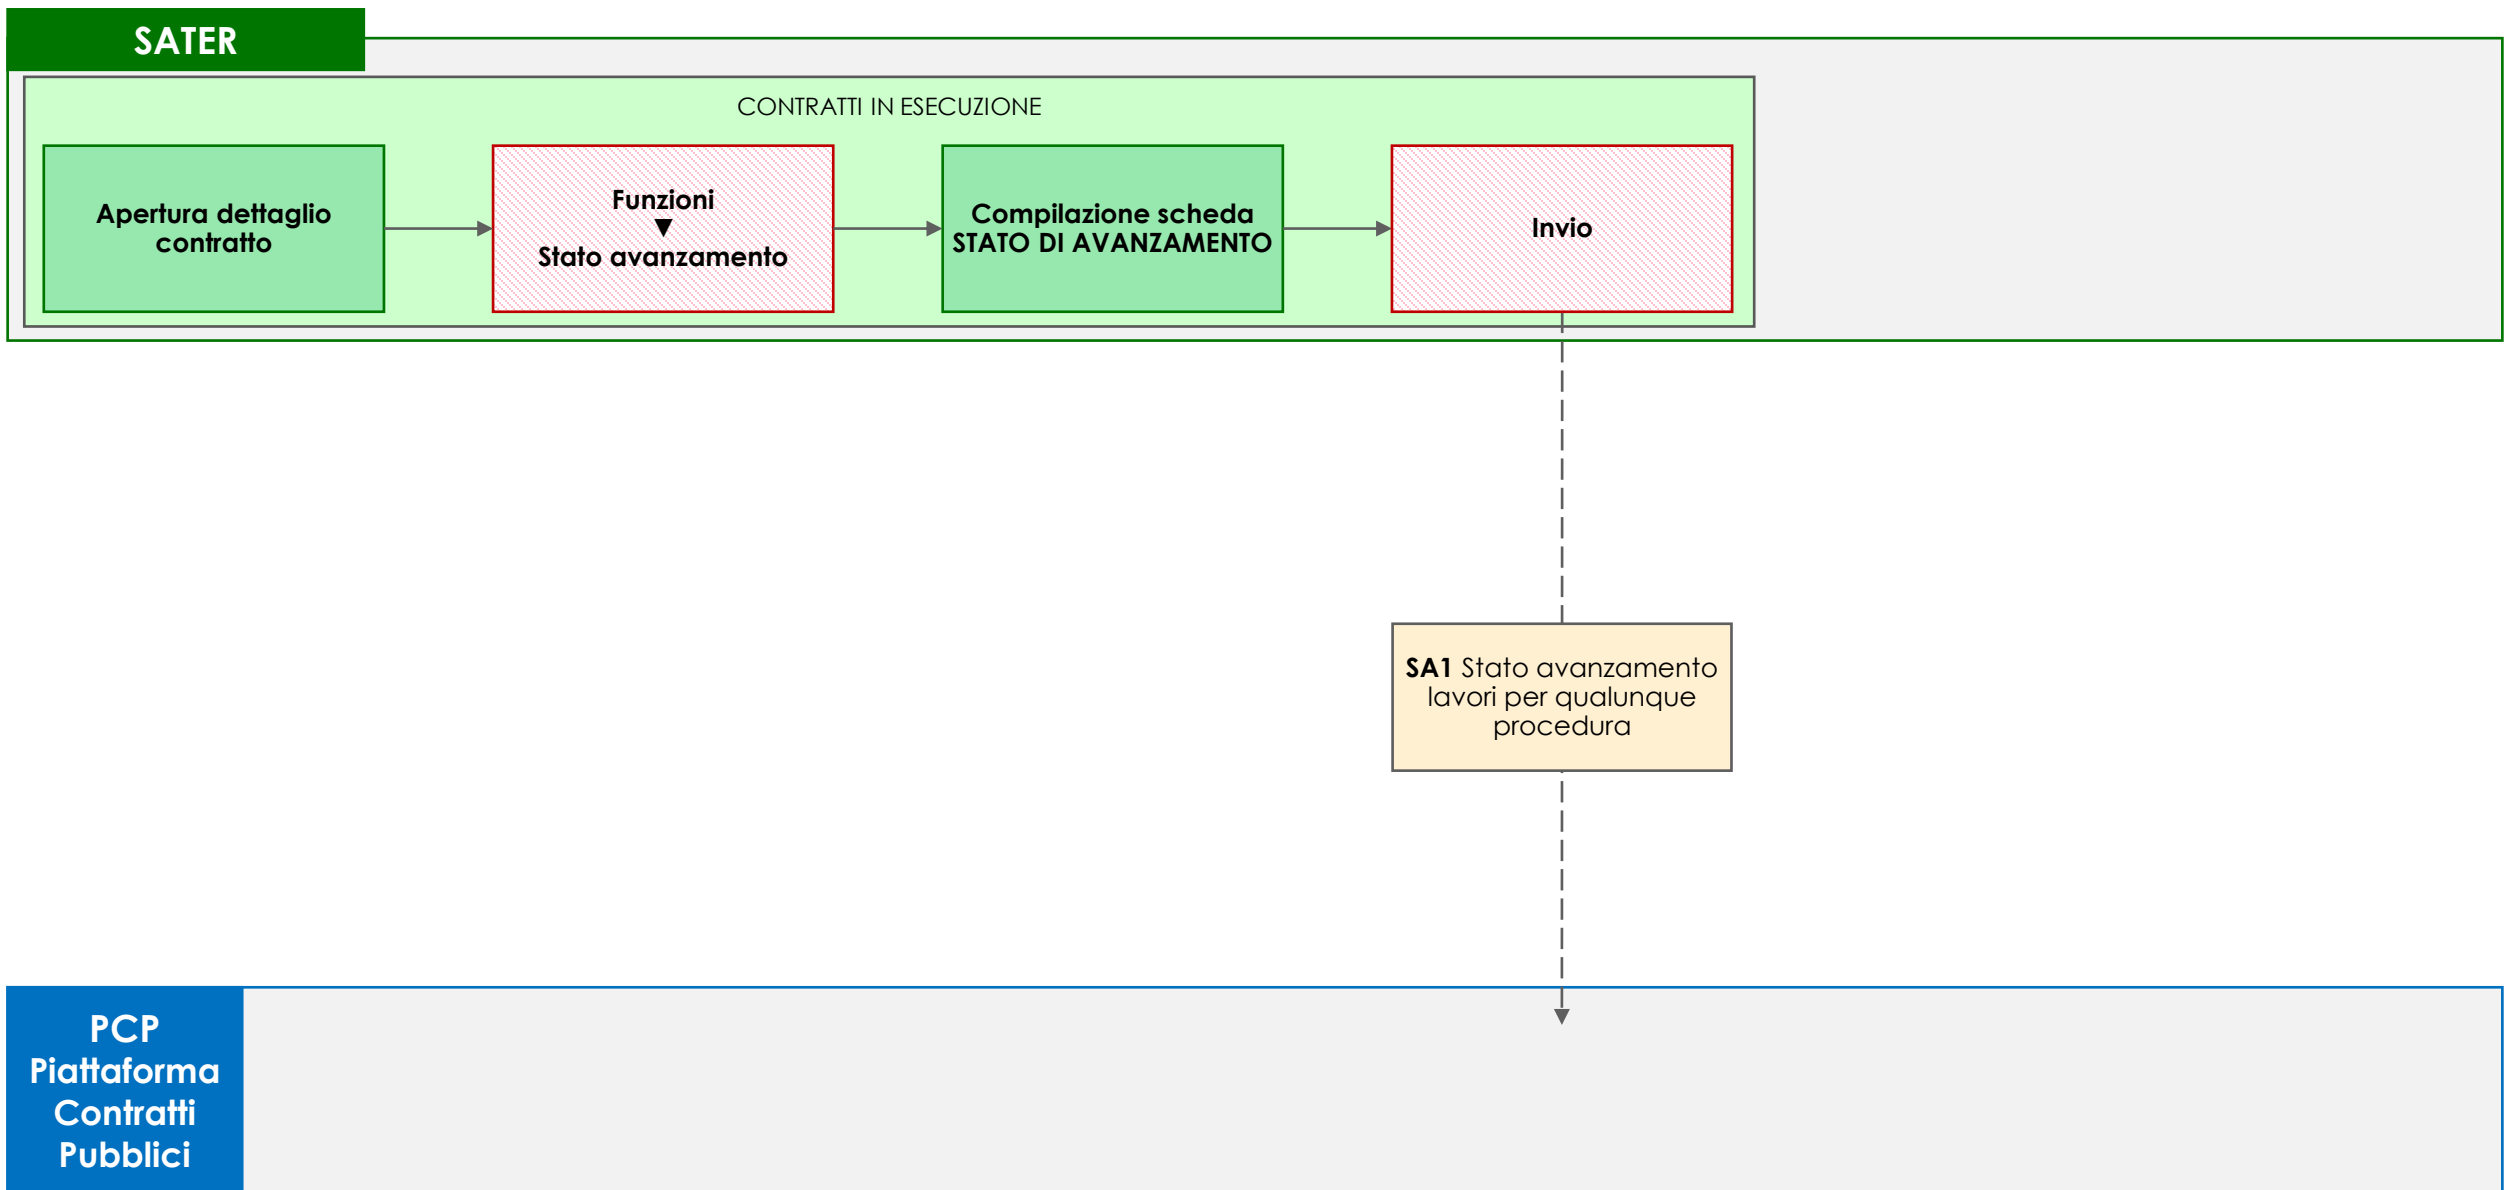 SATER
CONTRATTI IN ESECUZIONE
Apertura dettaglio
contratto
Funzioni
▼
Stato avanzamento
Compilazione scheda
STATO DI AVANZAMENTO
Invio
SA1 Stato avanzamento
lavori per qualunque
procedura
PCP
Piattaforma
Contratti
Pubblici